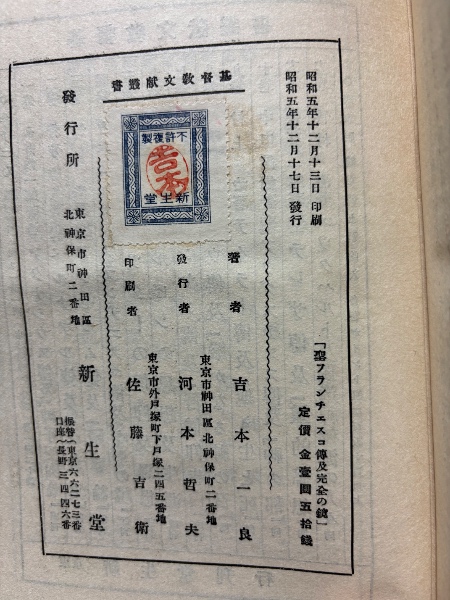 昭和五年十二月十三日 印刷
昭和五年十二月十七日 發行
「聖フランチェスコ傳及完全の鏡」
定價 金壹圓五拾錢
基督敎文献叢書
不許復製
吉本
新生堂
著者 吉本一良
東京市神田區北神保町二番地
發行者 河本哲夫
東京市外戸塚町下戸塚二四五番地
印刷者 佐藤吉衛
發行所
東京市神田區
北神保町二番地
新生堂
振替東京六六二七三番
口座長野三四四六番